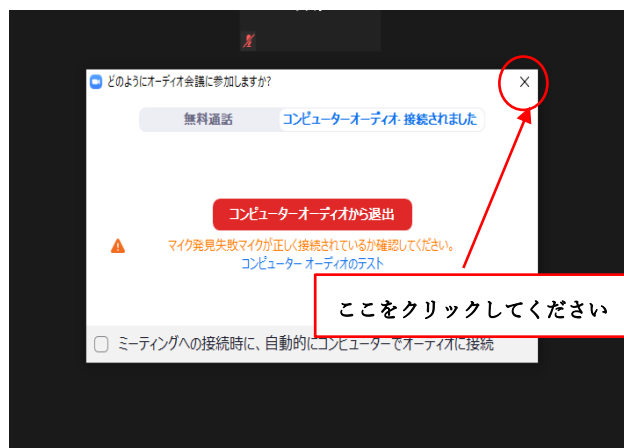 どのようにオーディオ会議に参加しますか?
X
無料通話
コンピューターオーディオ・接続されました
コンピューターオーディオから退出
マイク発見失敗マイクが正しく接続されているか確認してください。
コンピューター オーディオのテスト
ここをクリックしてください
ミーティングへの接続時に、自動的にコンピューターでオーディオに接続